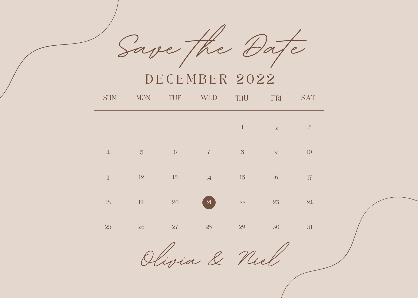 Save the Date
DECEMBER 2022
SUN MON TUE WED THU FRI SAT
1 2 3
4 5 6 7 8 9 10
11 12 13 14 15 16 17
18 19 20 21 22 23 24
25 26 27 28 29 30 31
Olivia & Niel